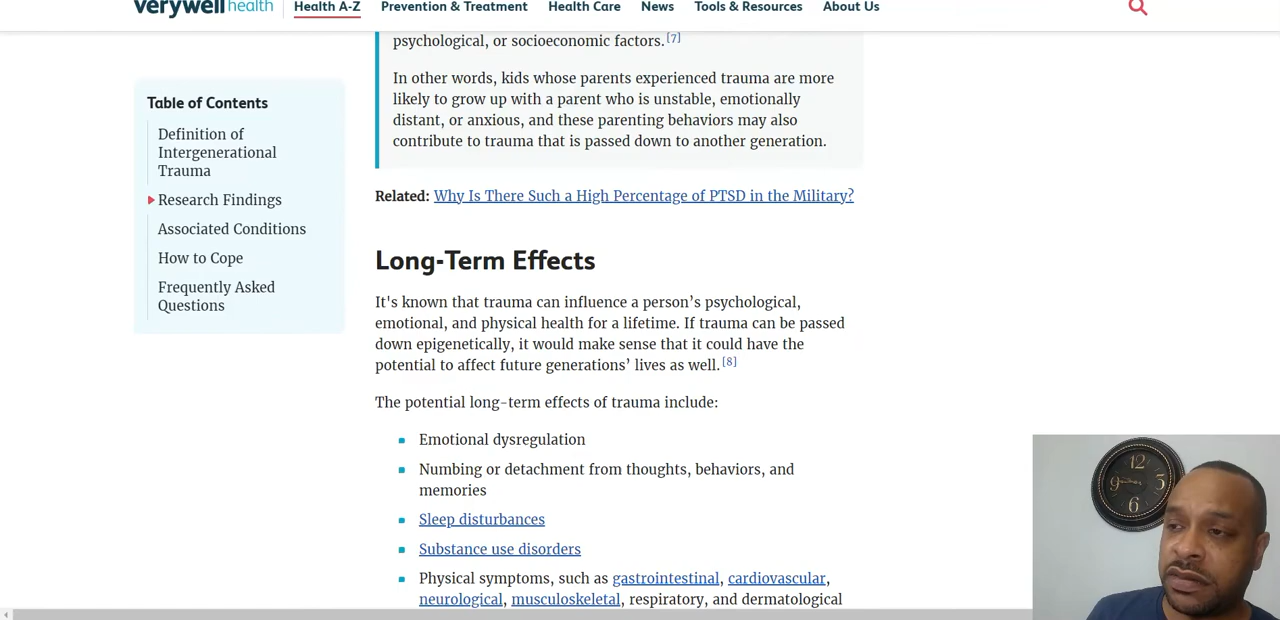 verywell health
Health A-Z
Prevention & Treatment
Health Care
News
Tools & Resources
About Us
psychological, or socioeconomic factors. [7]
In other words, kids whose parents experienced trauma are more
likely to grow up with a parent who is unstable, emotionally
distant, or anxious, and these parenting behaviors may also
contribute to trauma that is passed down to another generation.
Table of Contents
Definition of
Intergenerational
Trauma
Research Findings
Associated Conditions
How to Cope
Frequently Asked
Questions
Related: Why Is There Such a High Percentage of PTSD in the Military?
Long-Term Effects
It's known that trauma can influence a person’s psychological,
emotional, and physical health for a lifetime. If trauma can be passed
down epigenetically, it would make sense that it could have the
potential to affect future generations’ lives as well. [8]
The potential long-term effects of trauma include:
Emotional dysregulation
Numbing or detachment from thoughts, behaviors, and
memories
Sleep disturbances
Substance use disorders
Physical symptoms, such as gastrointestinal, cardiovascular,
neurological, musculoskeletal, respiratory, and dermatological
12
9
3
6